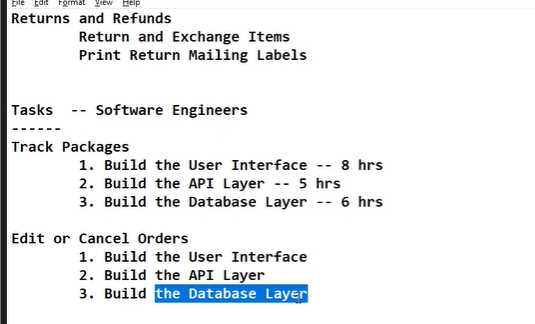 File Edit Format View Help
Returns and Refunds
Return and Exchange Items
Print Return Mailing Labels
Tasks -- Software Engineers
------
Track Packages
1. Build the User Interface -- 8 hrs
2. Build the API Layer -- 5 hrs
3. Build the Database Layer -- 6 hrs
Edit or Cancel Orders
1. Build the User Interface
2. Build the API Layer
3. Build the Database Layer